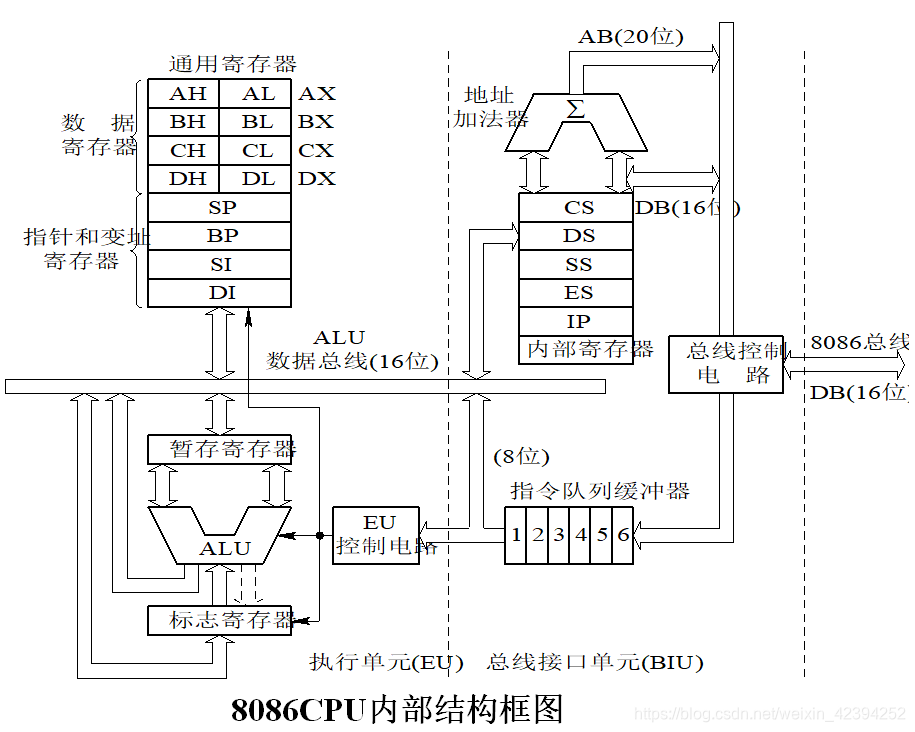 AB(20位)
通用寄存器
AH AL AX
BH BL BX
CH CL CX
DH DL DX
数 据
寄存器
SP
BP
SI
DI
指针和变址
寄存器
地址
加法器
Σ
DB(16位)
CS
DS
SS
ES
IP
内部寄存器
ALU
数据总线(16位)
总线控制
电 路
8086总线
DB(16位)
暂存寄存器
(8位)
指令队列缓冲器
1 2 3 4 5 6
EU
控制电路
ALU
标志寄存器
执行单元(EU)
总线接口单元(BIU)
8086CPU内部结构框图
https://blog.csdn.net/weixin_42394252